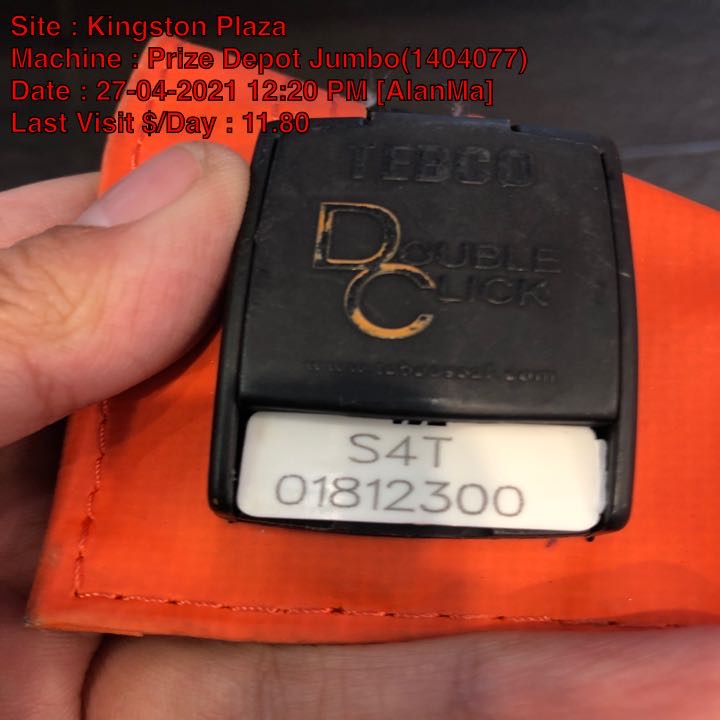 Site : Kingston Plaza
Machine : Prize Depot Jumbo(1404077)
Date : 27-04-2021 12:20 PM [AlanMa]
Last Visit $/Day : 11.80
TEBCO
DOUBLE
CLICK
S4T
01812300